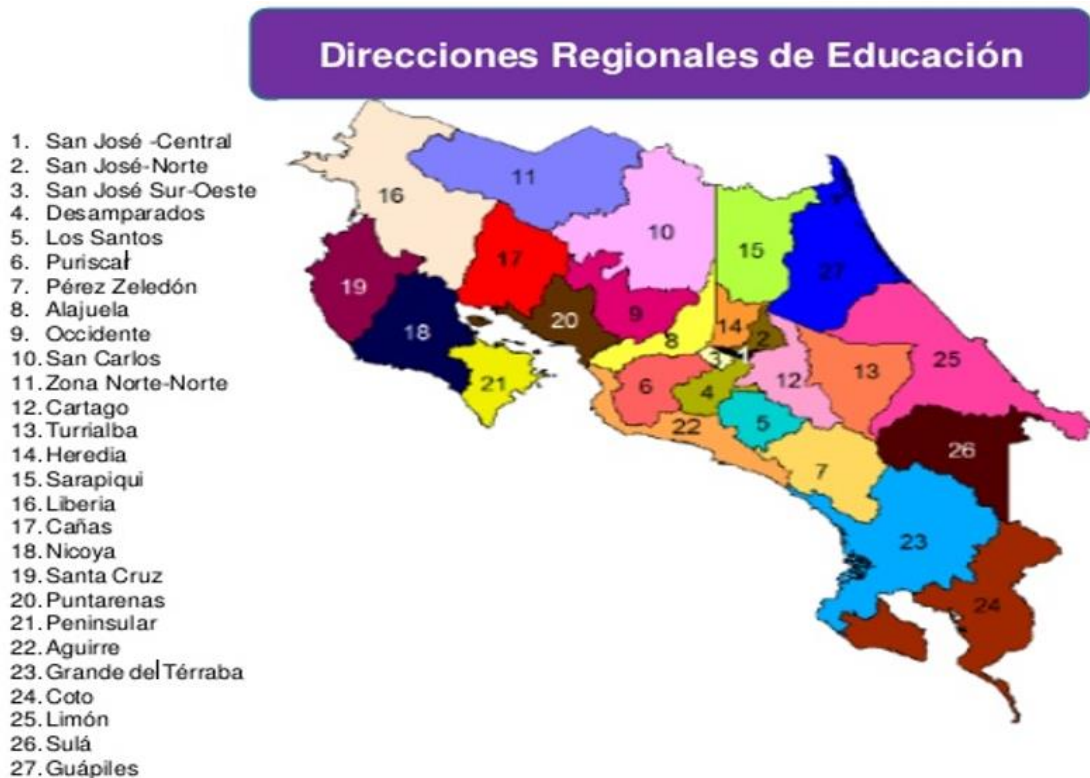 Direcciones Regionales de Educación
1. San José -Central
2. San José-Norte
3. San José Sur-Oeste
4. Desamparados
5. Los Santos
6. Puriscal
7. Pérez Zeledón
8. Alajuela
9. Occidente
10. San Carlos
11. Zona Norte-Norte
12. Cartago
13. Turrialba
14. Heredia
15. Sarapiqui
16. Liberia
17. Cañas
18. Nicoya
19. Santa Cruz
20. Puntarenas
21. Peninsular
22. Aguirre
23. Grande del Térraba
24. Coto
25. Limón
26. Sulá
27. Guápiles
16
11
10
15
27
17
19
18
20
9
8
14
2
3
1
21
6
4
12
13
25
22
5
7
26
23
24